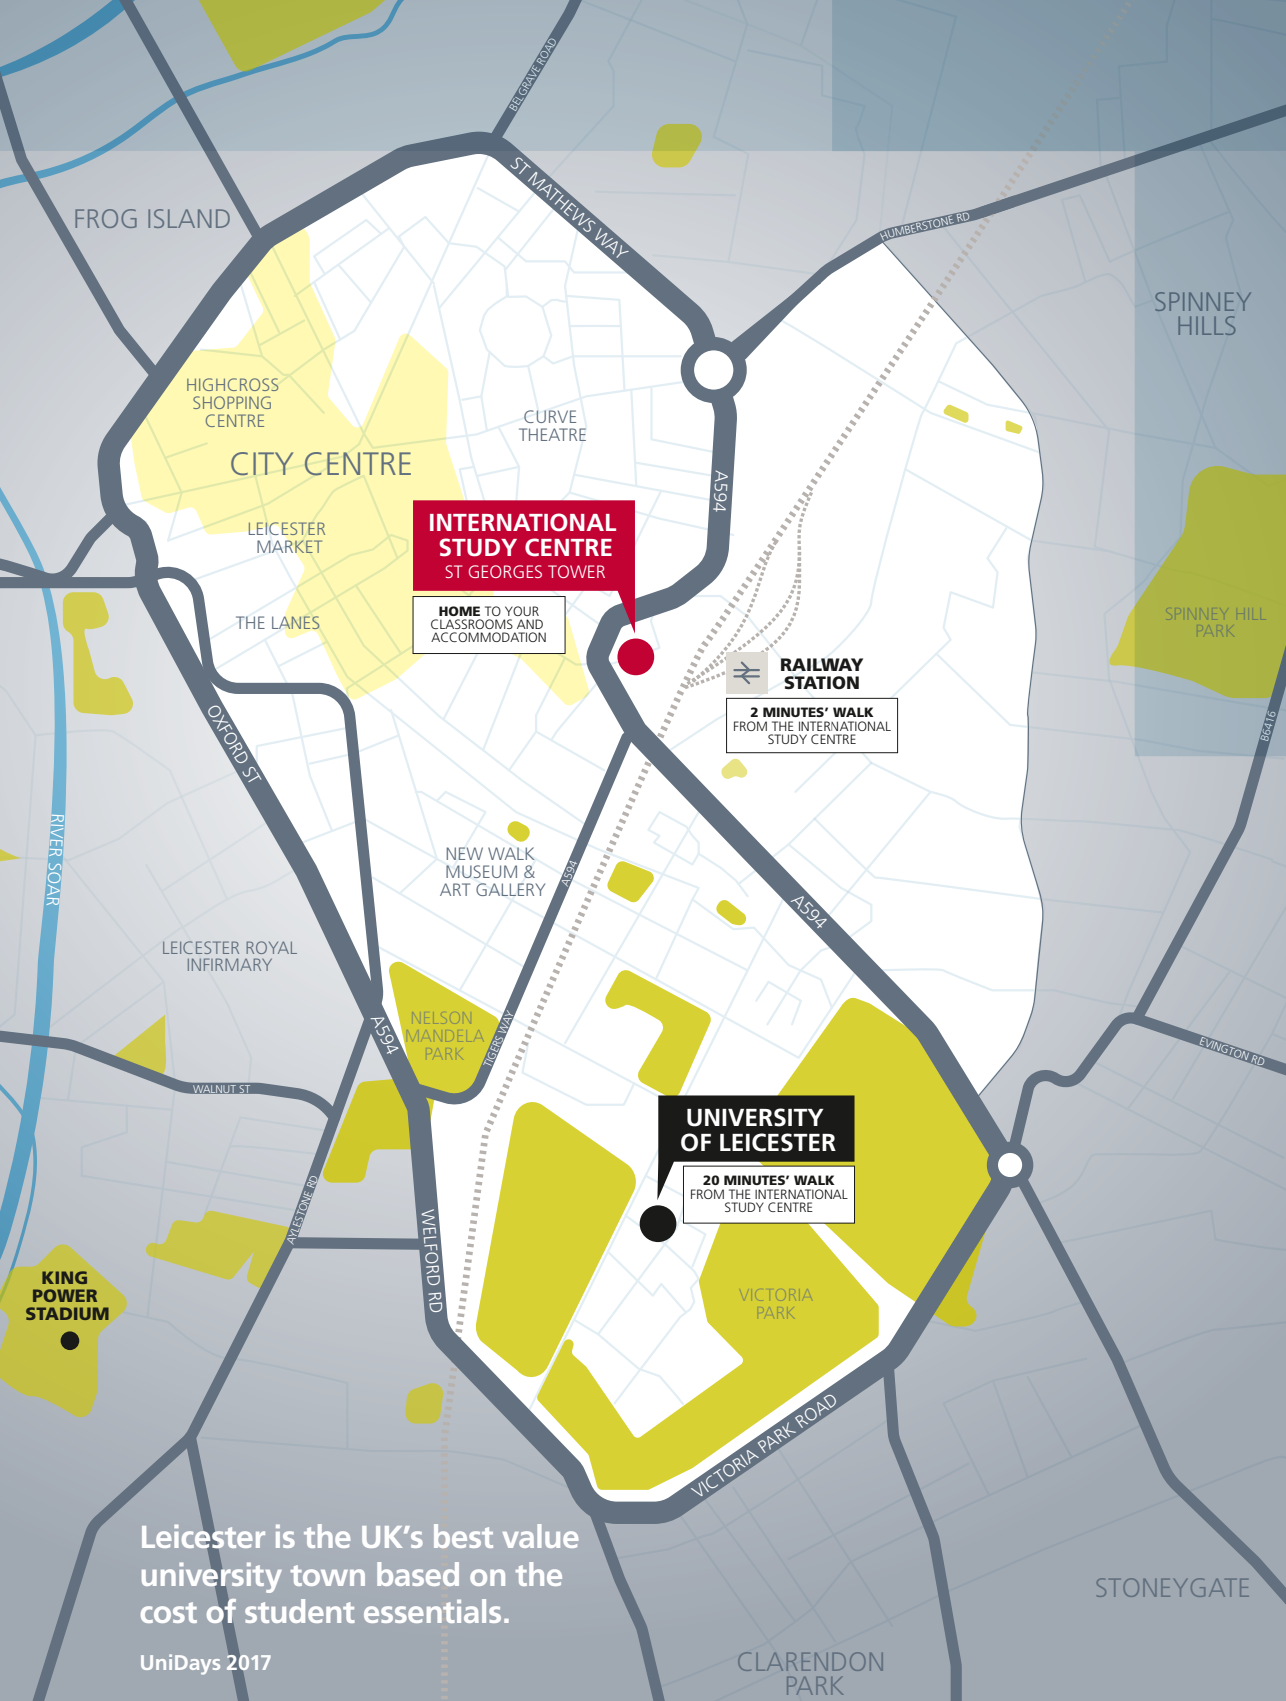 BELGRAVE ROAD
ST MATHEWS WAY
FROG ISLAND
HUMBERSTONE RD
SPINNEY
HILLS
HIGHCROSS
SHOPPING
CENTRE
CURVE
THEATRE
CITY CENTRE
A594
INTERNATIONAL
STUDY CENTRE
ST GEORGES TOWER
LEICESTER
MARKET
HOME TO YOUR
CLASSROOMS AND
ACCOMMODATION
THE LANES
SPINNEY HILL
PARK
RAILWAY
STATION
2 MINUTES' WALK
FROM THE INTERNATIONAL
STUDY CENTRE
B6416
OXFORD ST
RIVER SOAR
NEW WALK
MUSEUM &
ART GALLERY
A594
A594
LEICESTER ROYAL
INFIRMARY
A594
NELSON
MANDELA
PARK
TIGERS WAY
EVINGTON RD
WALNUT ST
UNIVERSITY
OF LEICESTER
20 MINUTES' WALK
FROM THE INTERNATIONAL
STUDY CENTRE
AYLESTONE RD
WELFORD RD
KING
POWER
STADIUM
VICTORIA
PARK
VICTORIA PARK ROAD
Leicester is the UK's best value
university town based on the
cost of student essentials.
UniDays 2017
STONEYGATE
CLARENDON
PARK